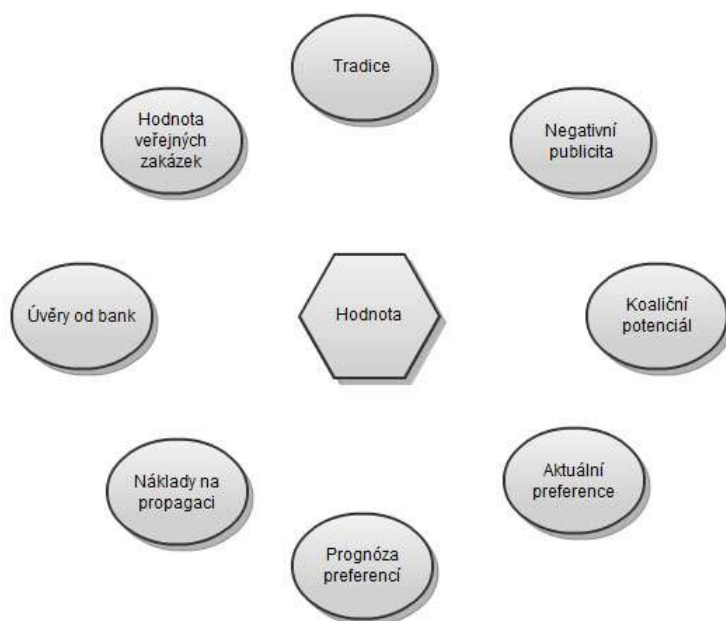 Tradice
Hodnota
veřejných
zakázek
Negativní
publicita
Úvěry od bank
Hodnota
Koaliční
potenciál
Náklady na
propagaci
Aktuální
preference
Prognóza
preferencí